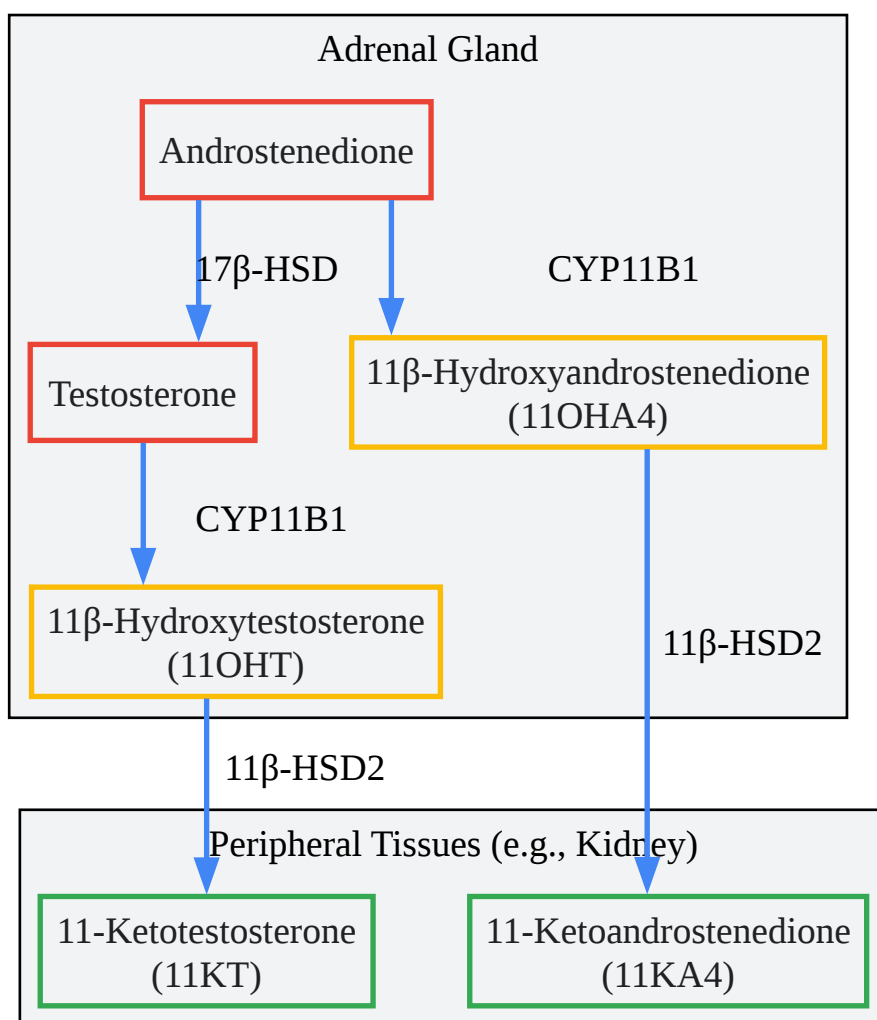 Adrenal Gland
Androstenedione
17β-HSD
CYP11B1
Testosterone
11β-Hydroxyandrostenedione
(11OHA4)
CYP11B1
11β-Hydroxytestosterone
(11OHT)
11β-HSD2
11β-HSD2
Peripheral Tissues (e.g., Kidney)
11-Ketotestosterone
(11KT)
11-Ketoandrostenedione
(11KA4)